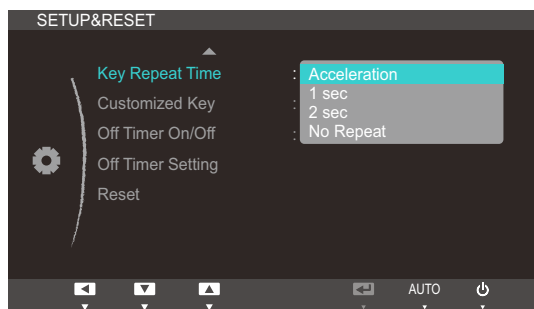 SETUP&RESET
Key Repeat Time : Acceleration
1 sec
Customized Key :
2 sec
Off Timer On/Off : No Repeat
Off Timer Setting
Reset
AUTO